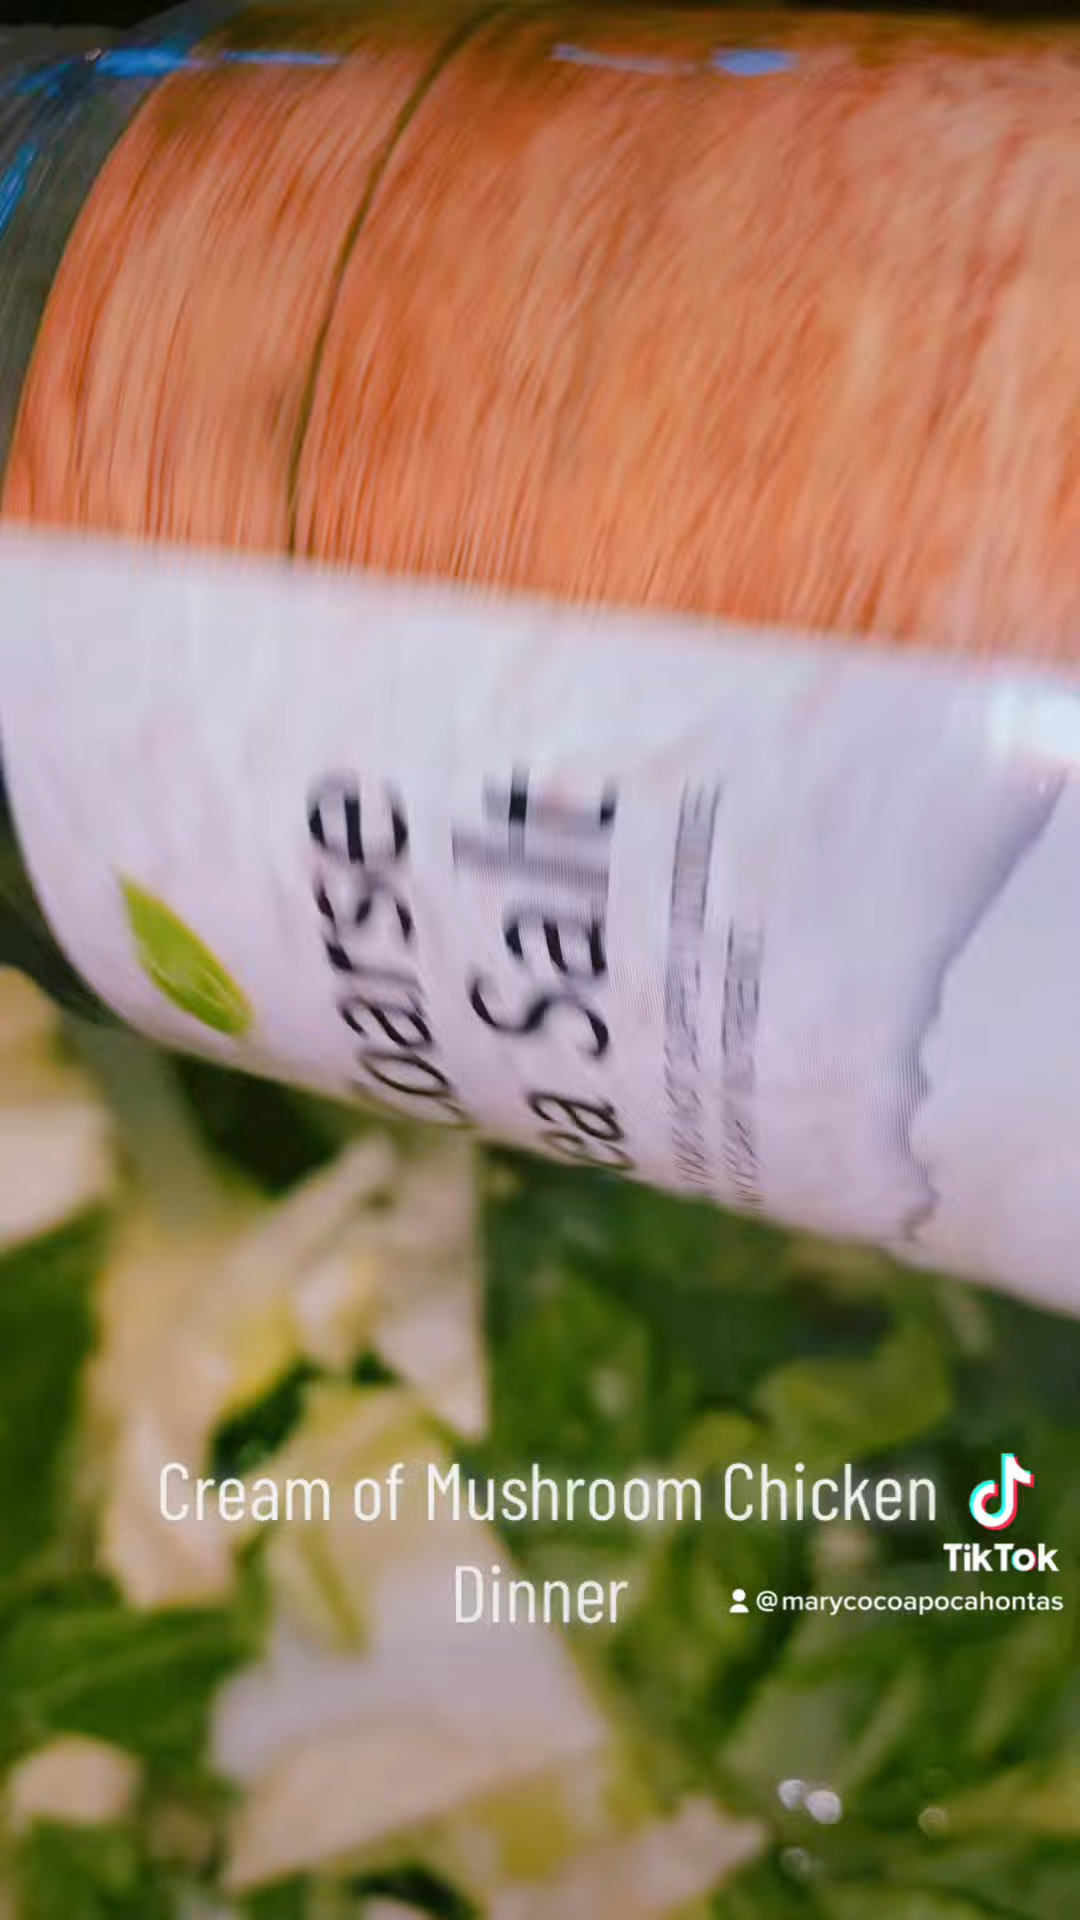 Coarse
Sea Salt
Cream of Mushroom Chicken
Dinner
TikTok
@marycocoapocahontas